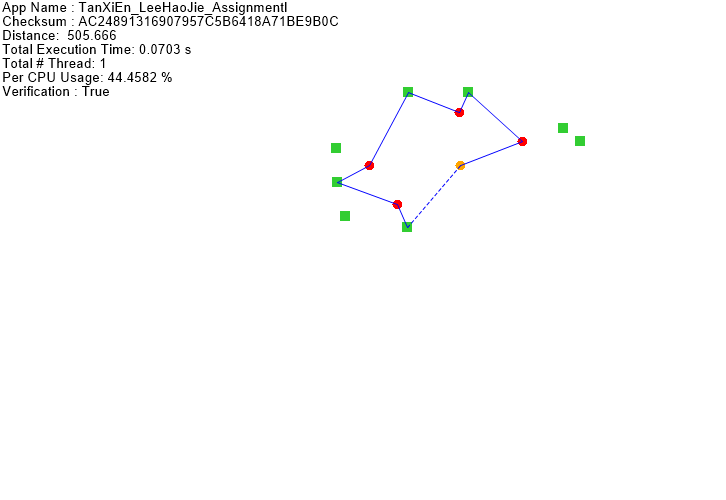 App Name : TanXiEn_LeeHaoJie_AssignmentI
Checksum : AC24891316907957C5B6418A71BE9B0C
Distance:  505.666
Total Execution Time: 0.0703 s
Total # Thread: 1
Per CPU Usage: 44.4582 %
Verification : True